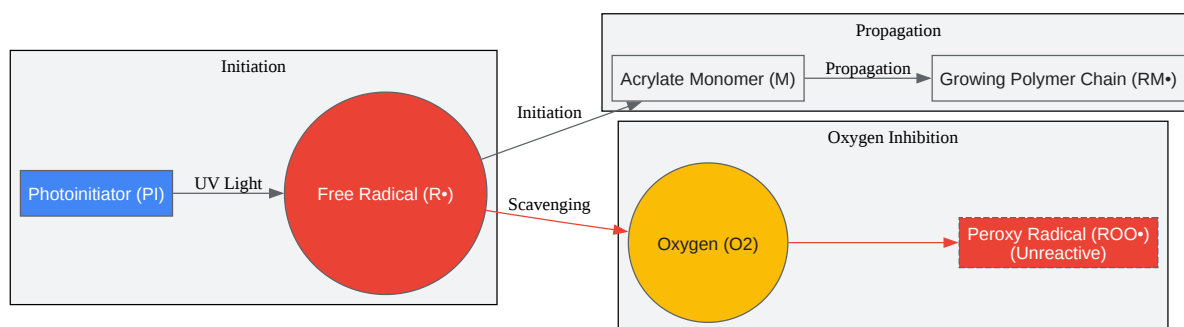 Initiation
Photoinitiator (PI)
UV Light
Free Radical (R•)
Initiation
Scavenging
Propagation
Acrylate Monomer (M)
Propagation
Growing Polymer Chain (RM•)
Oxygen Inhibition
Oxygen (O2)
Peroxy Radical (ROO•)
(Unreactive)